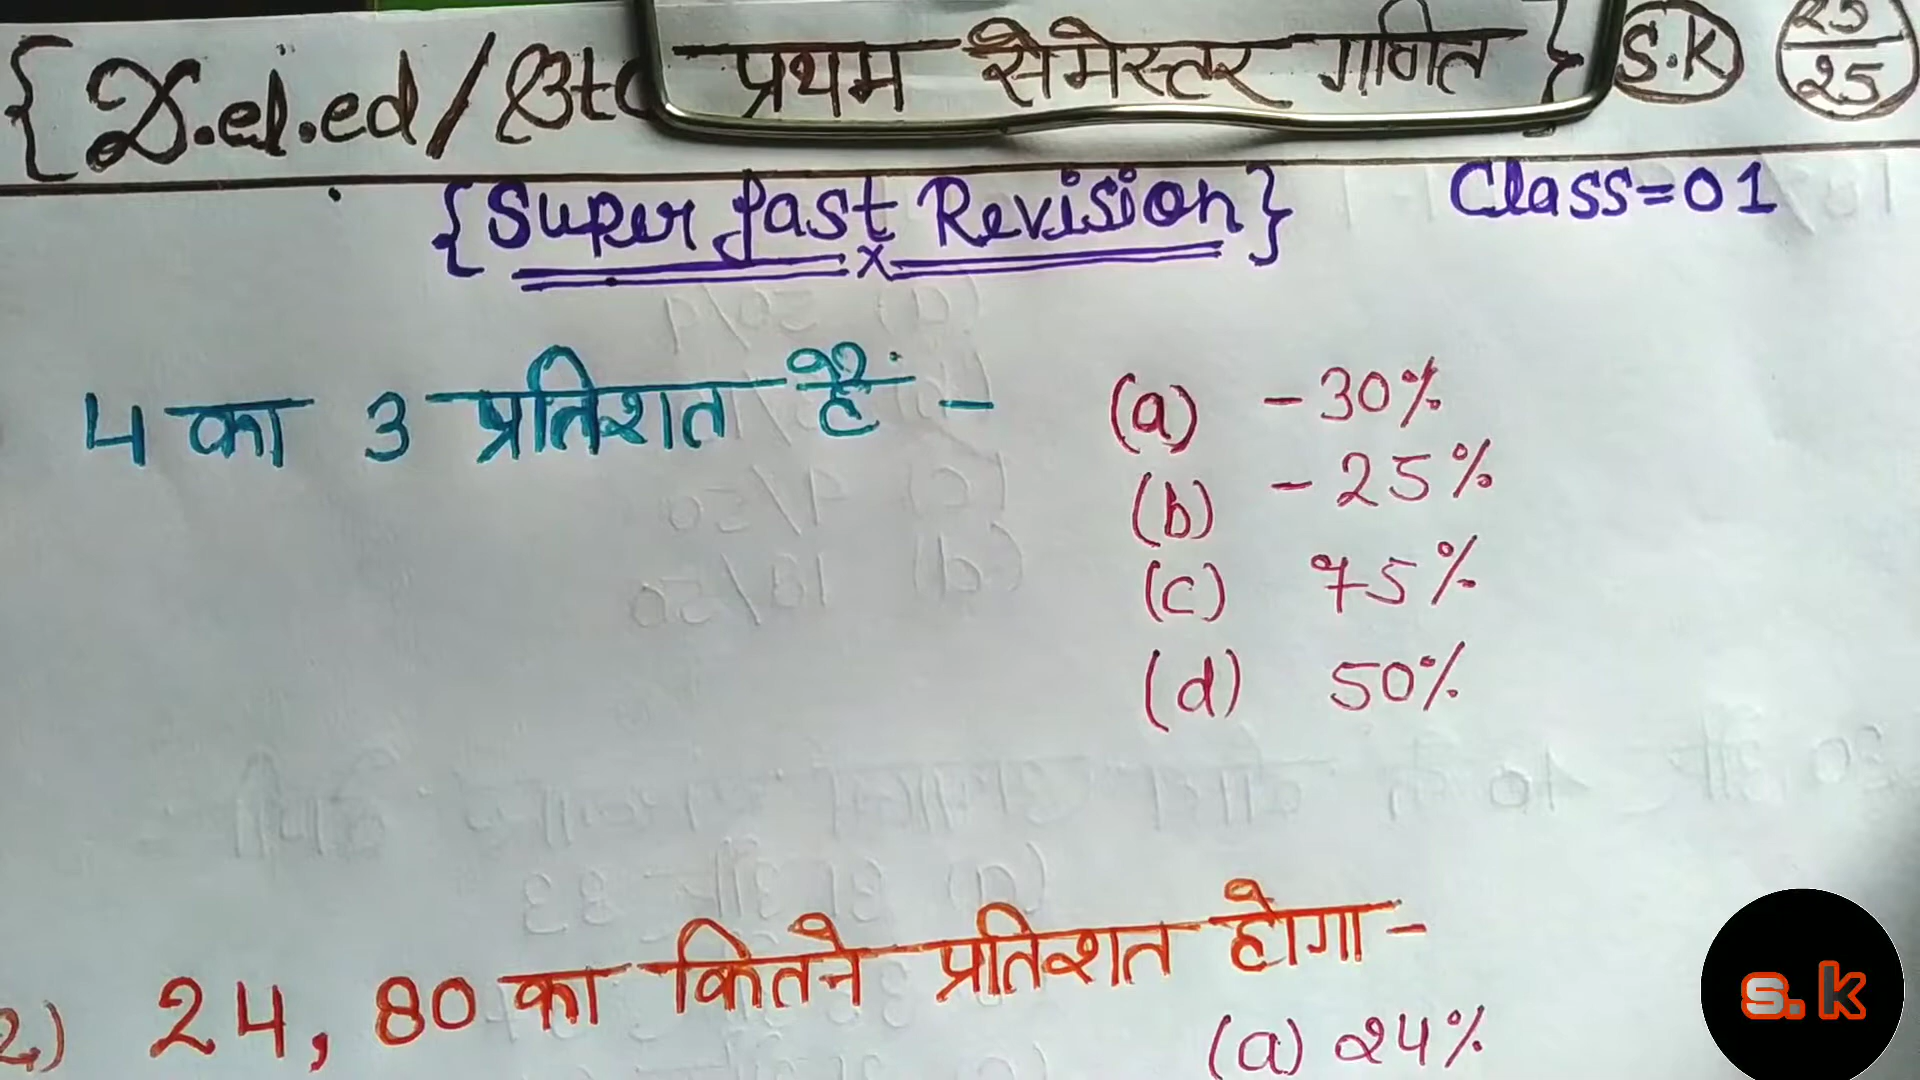 {D.el.ed/Btc प्रथम सेमेस्टर गणित} S.K 25/25
{Super fast Revision} Class=01
4 का 3 प्रतिशत हैं - (a) -30%
(b) -25%
(c) 75%
(d) 50%
2) 24, 80 का कितने प्रतिशत होगा-
(a) 24%
s.k